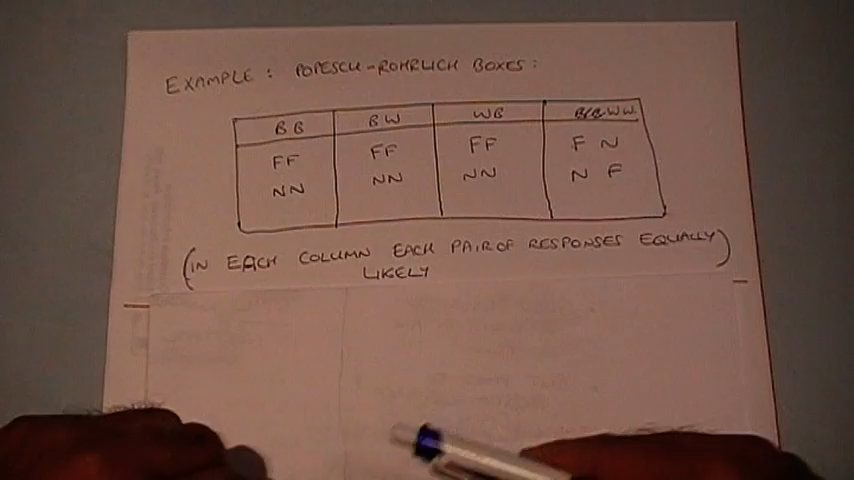 EXAMPLE: POPESCU-ROHRLICH BOXES:
BB BW WB WW
FF FF FF F N
NN NN NN N F
(IN EACH COLUMN EACH PAIR OF RESPONSES EQUALLY
LIKELY)